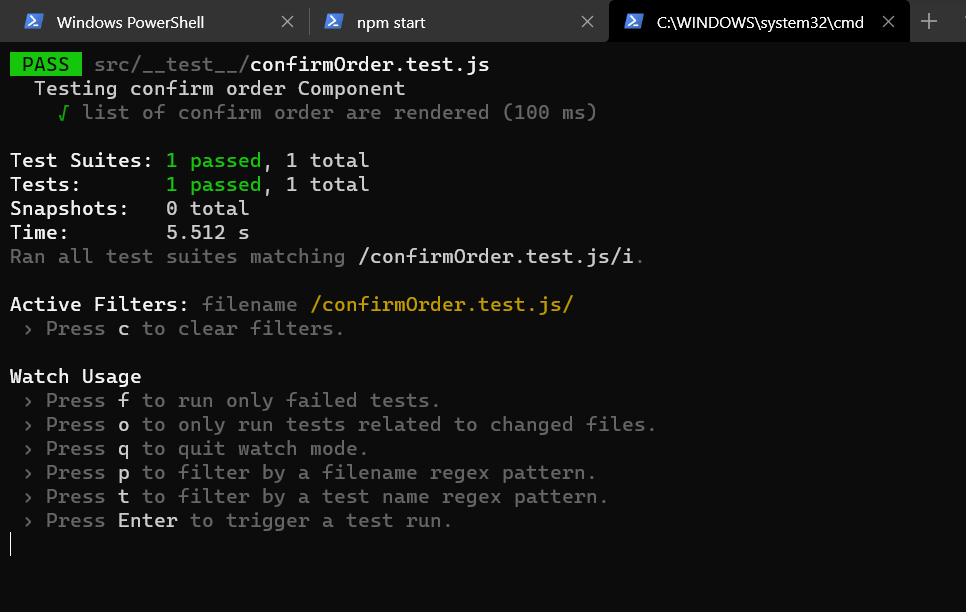 Windows PowerShell
npm start
C:\WINDOWS\system32\cmd
PASS src/__test__/confirmOrder.test.js
Testing confirm order Component
√ list of confirm order are rendered (100 ms)
Test Suites: 1 passed, 1 total
Tests: 1 passed, 1 total
Snapshots: 0 total
Time: 5.512 s
Ran all test suites matching /confirmOrder.test.js/i.
Active Filters: filename /confirmOrder.test.js/
› Press c to clear filters.
Watch Usage
› Press f to run only failed tests.
› Press o to only run tests related to changed files.
› Press q to quit watch mode.
› Press p to filter by a filename regex pattern.
› Press t to filter by a test name regex pattern.
› Press Enter to trigger a test run.